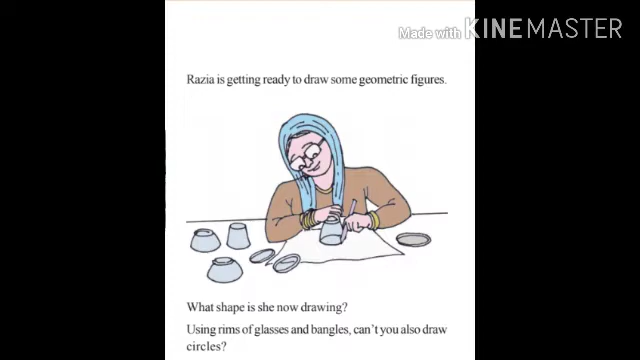 Made with KINEMASTER
Razia is getting ready to draw some geometric figures.
What shape is she now drawing?
Using rims of glasses and bangles, can't you also draw
circles?